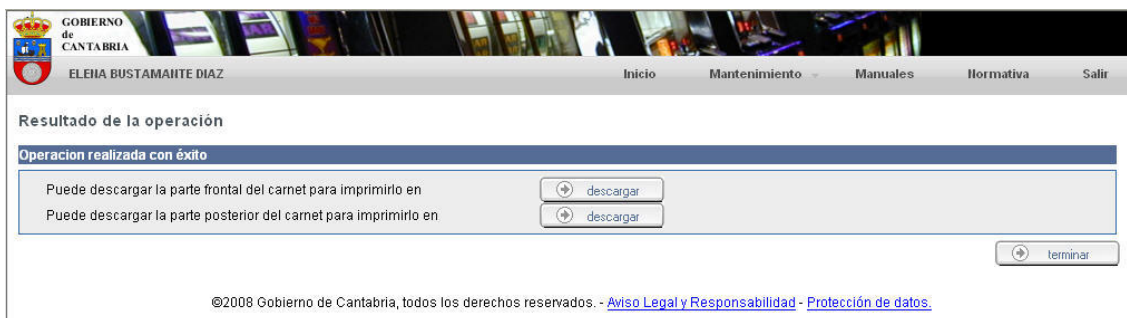 GOBIERNO
de
CANTABRIA
ELENA BUSTAMANTE DIAZ Inicio Mantenimiento Manuales Normativa Salir
Resultado de la operación
Operacion realizada con éxito
Puede descargar la parte frontal del carnet para imprimirlo en descargar
Puede descargar la parte posterior del carnet para imprimirlo en descargar
terminar
©2008 Gobierno de Cantabria, todos los derechos reservados. - Aviso Legal y Responsabilidad - Protección de datos.